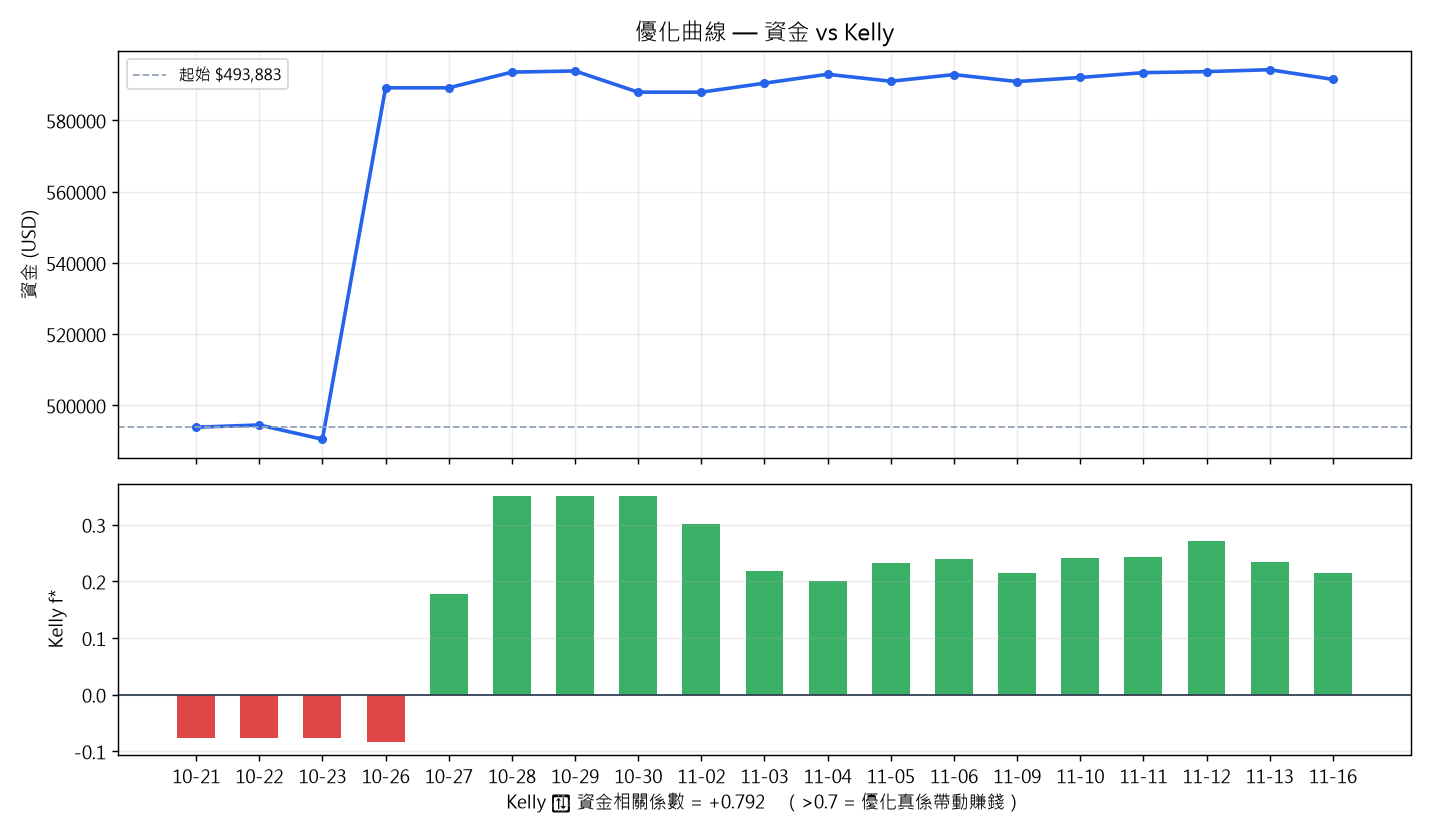 優化曲線 — 資金 vs Kelly
起始 $493,883
資金 (USD)
580000
560000
540000
520000
500000
Kelly f*
0.3
0.2
0.1
0.0
-0.1
10-21 10-22 10-23 10-26 10-27 10-28 10-29 10-30 11-02 11-03 11-04 11-05 11-06 11-09 11-10 11-11 11-12 11-13 11-16
Kelly ⇅ 資金相關係數 = +0.792 ( >0.7 = 優化真係帶動賺錢 )